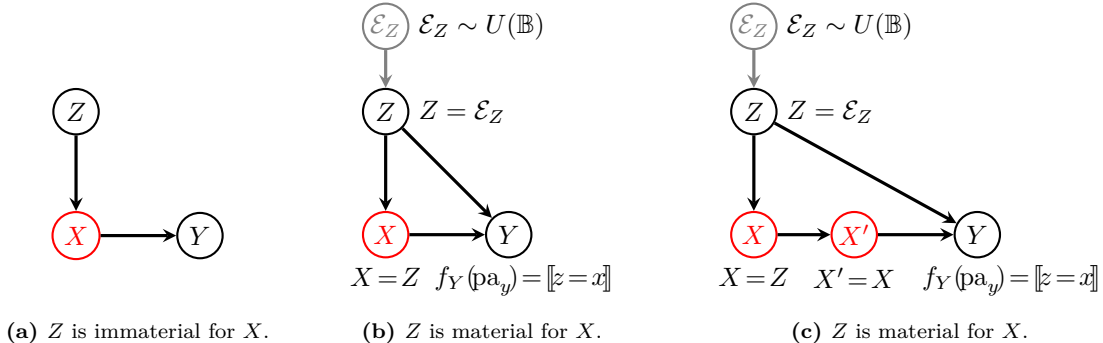 ℰ_Z ℰ_Z ∼ U(𝔹)
ℰ_Z ℰ_Z ∼ U(𝔹)
Z
Z Z = ℰ_Z
Z Z = ℰ_Z
X Y
X Y
X X′ Y
X = Z f_Y(pa_y) = ⟦z = x⟧
X = Z X′ = X f_Y(pa_y) = ⟦z = x⟧
(a) Z is immaterial for X.
(b) Z is material for X.
(c) Z is material for X.